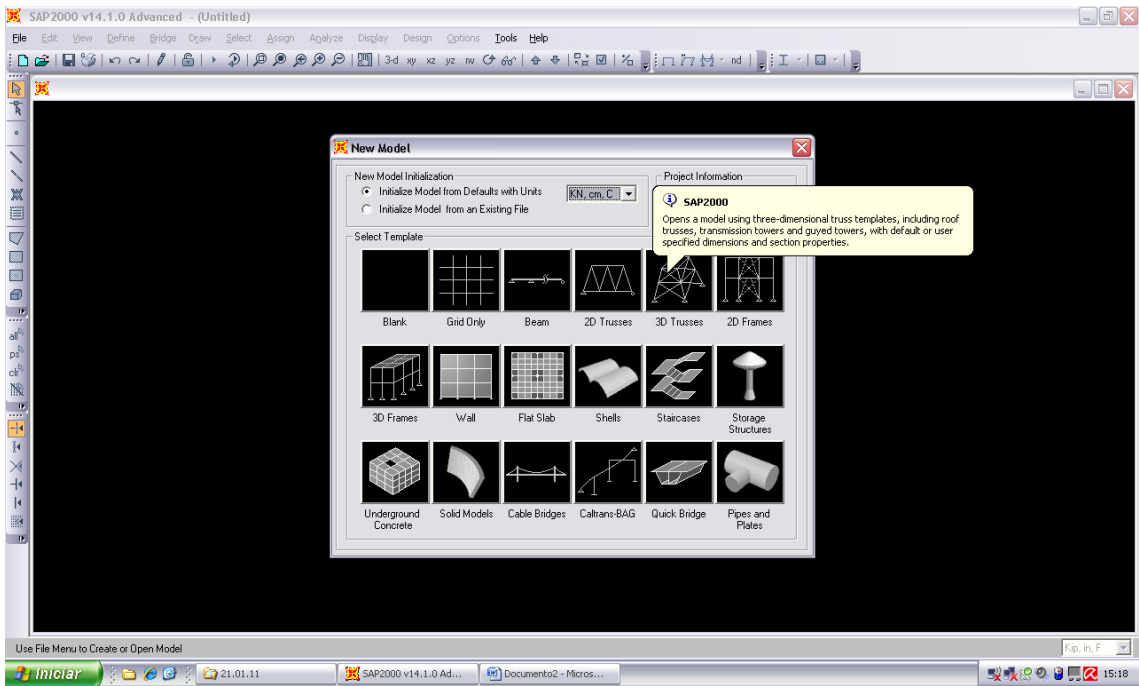 SAP2000 v14.1.0 Advanced - (Untitled)
File Edit View Define Bridge Draw Select Assign Analyze Display Design Options Tools Help
3-d xy xz yz nv nd
New Model
New Model Initialization
Project Information
Initialize Model from Defaults with Units
KN, cm, C
Initialize Model from an Existing File
SAP2000
Opens a model using three-dimensional truss templates, including roof
trusses, transmission towers and guyed towers, with default or user
specified dimensions and section properties.
Select Template
Blank Grid Only Beam 2D Trusses 3D Trusses 2D Frames
3D Frames Wall Flat Slab Shells Staircases Storage
Structures
Underground Solid Models Cable Bridges Caltrans-BAG Quick Bridge Pipes and
Concrete Plates
all
ps
clr
Use File Menu to Create or Open Model
Kip, in, F
Iniciar
21.01.11
SAP2000 v14.1.0 Ad...
Documento2 - Micros...
15:18